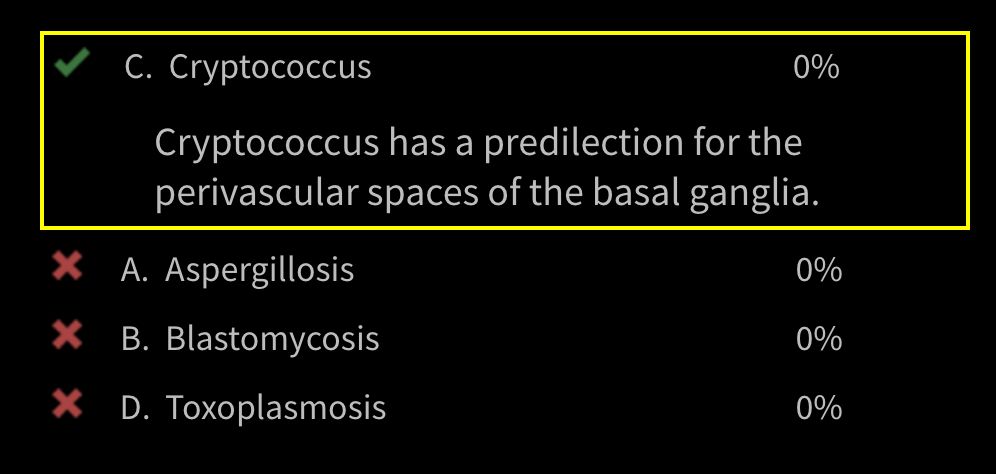 C. Cryptococcus 0%
Cryptococcus has a predilection for the
perivascular spaces of the basal ganglia.
A. Aspergillosis 0%
B. Blastomycosis 0%
D. Toxoplasmosis 0%